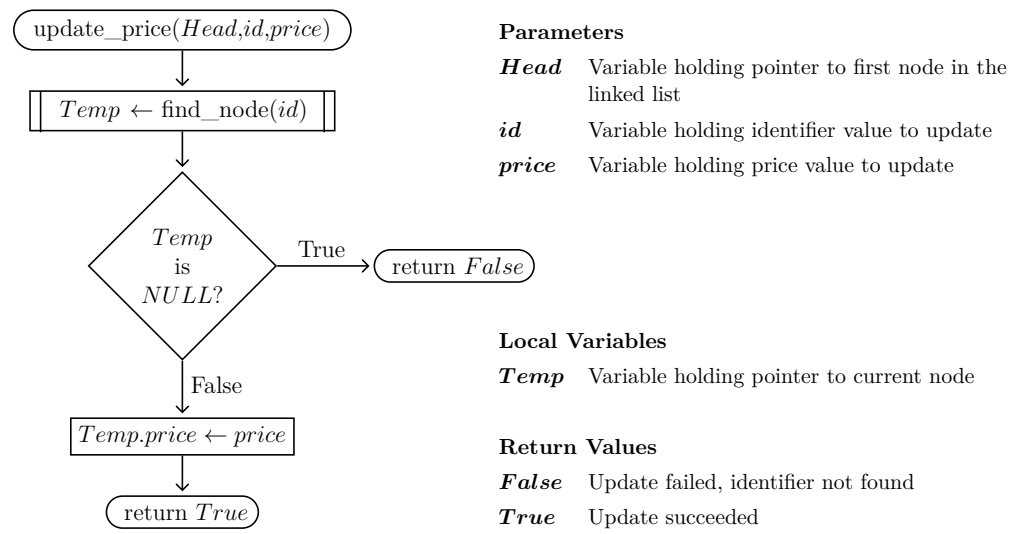 update_price(Head,id,price)
Temp ← find_node(id)
Temp
is
NULL?
True
return False
False
Temp.price ← price
return True
Parameters
Head Variable holding pointer to first node in the
linked list
id Variable holding identifier value to update
price Variable holding price value to update
Local Variables
Temp Variable holding pointer to current node
Return Values
False Update failed, identifier not found
True Update succeeded